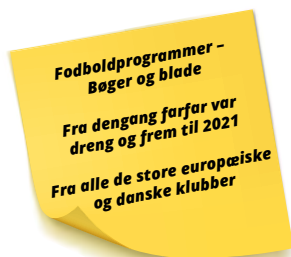 Fodboldprogrammer –
Bøger og blade
Fra dengang farfar var
dreng og frem til 2021
Fra alle de store europæiske
og danske klubber